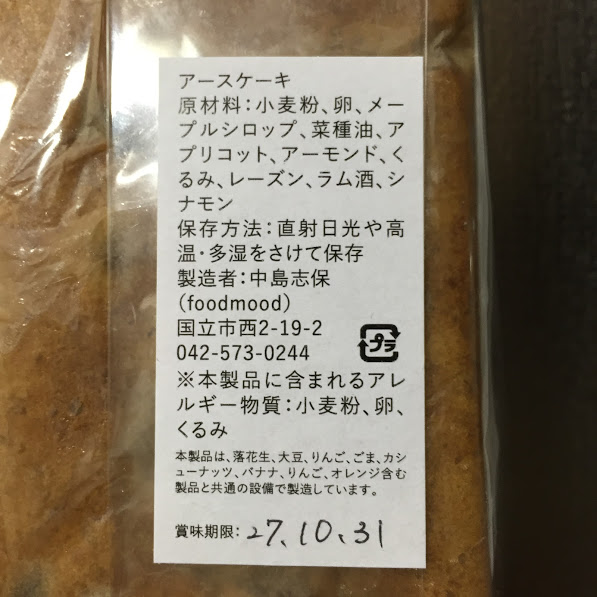 アースケーキ
原材料：小麦粉、卵、メー
プルシロップ、菜種油、ア
プリコット、アーモンド、く
るみ、レーズン、ラム酒、シ
ナモン
保存方法：直射日光や高
温・多湿をさけて保存
製造者：中島志保
(foodmood)
国立市西2-19-2
042-573-0244
プラ
※本製品に含まれるアレ
ルギー物質：小麦粉、卵、
くるみ
本製品は、落花生、大豆、りんご、ごま、カシ
ューナッツ、バナナ、りんご、オレンジ含む
製品と共通の設備で製造しています。
賞味期限：27.10.31